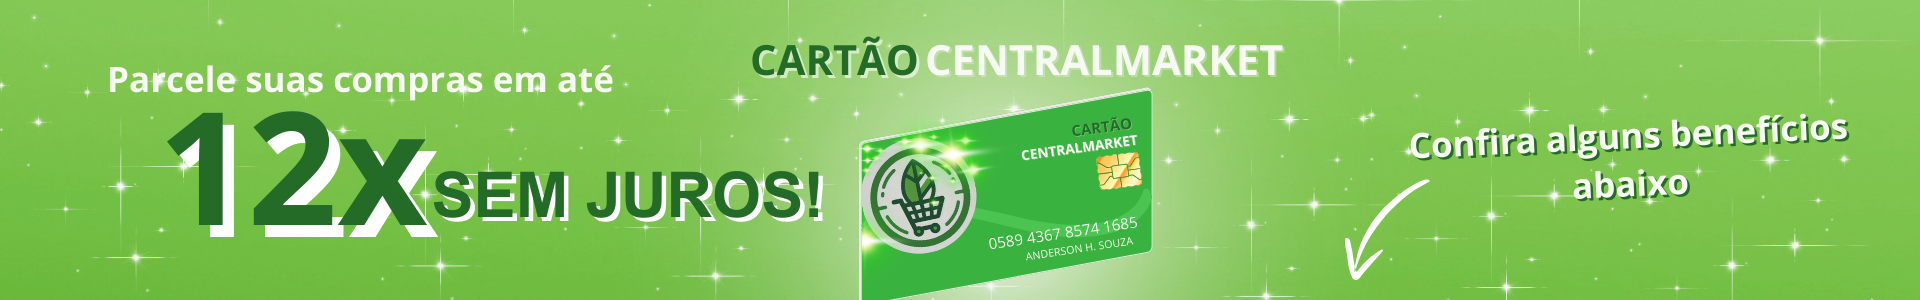 Parcele suas compras em até
12x SEM JUROS!
CARTÃO CENTRALMARKET
CARTÃO
CENTRALMARKET
0589 4367 8574 1685
ANDERSON H. SOUZA
Confira alguns benefícios
abaixo